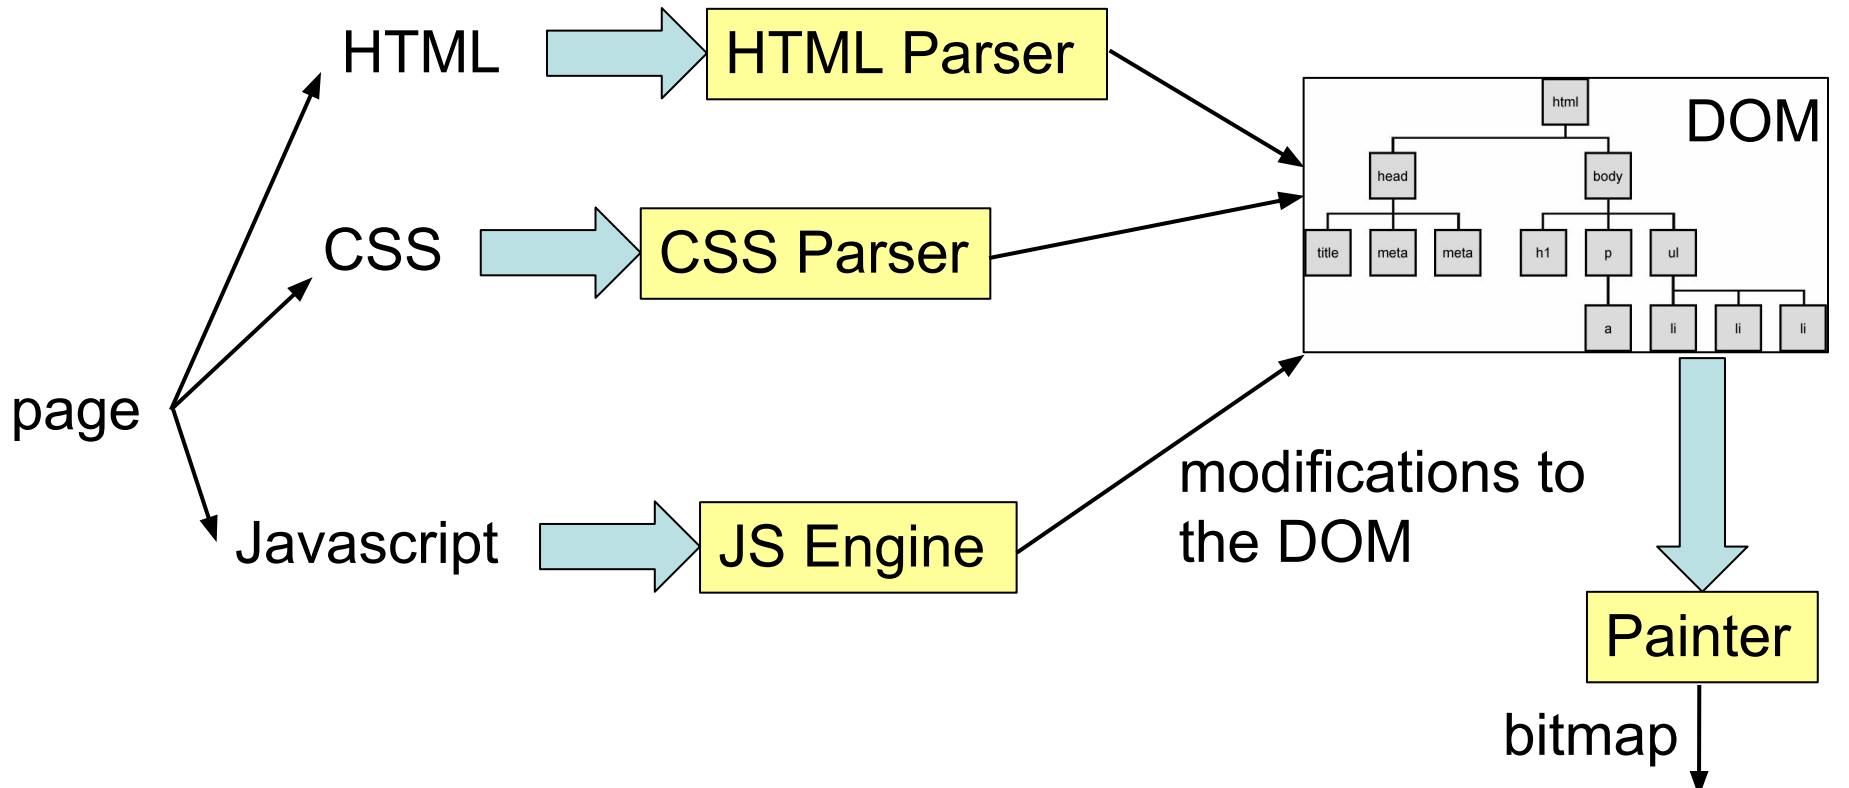 HTML
HTML Parser
DOM
html
head
body
title
meta
meta
h1
p
ul
a
li
li
li
CSS
CSS Parser
page
modifications to
the DOM
Javascript
JS Engine
Painter
bitmap